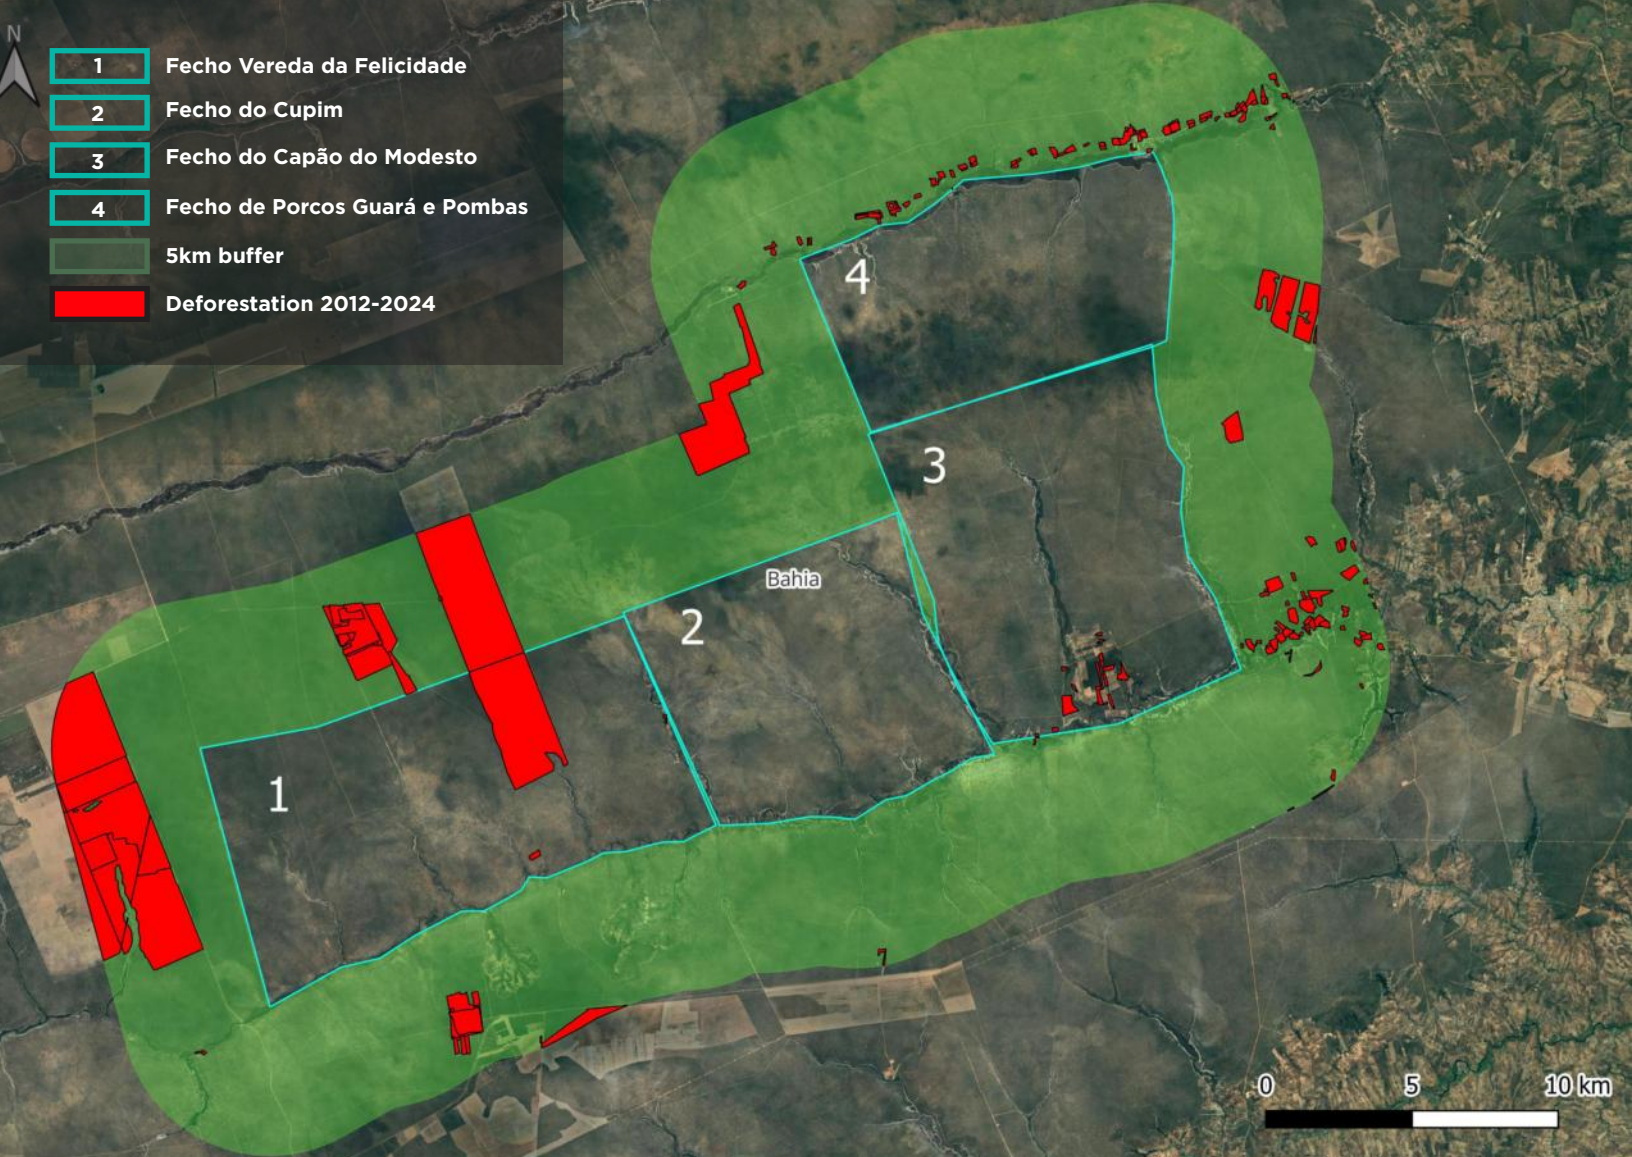 N
1 Fecho Vereda da Felicidade
2 Fecho do Cupim
3 Fecho do Capão do Modesto
4 Fecho de Porcos Guará e Pombas
5km buffer
Deforestation 2012-2024
4
3
Bahia
2
1
0 5 10 km